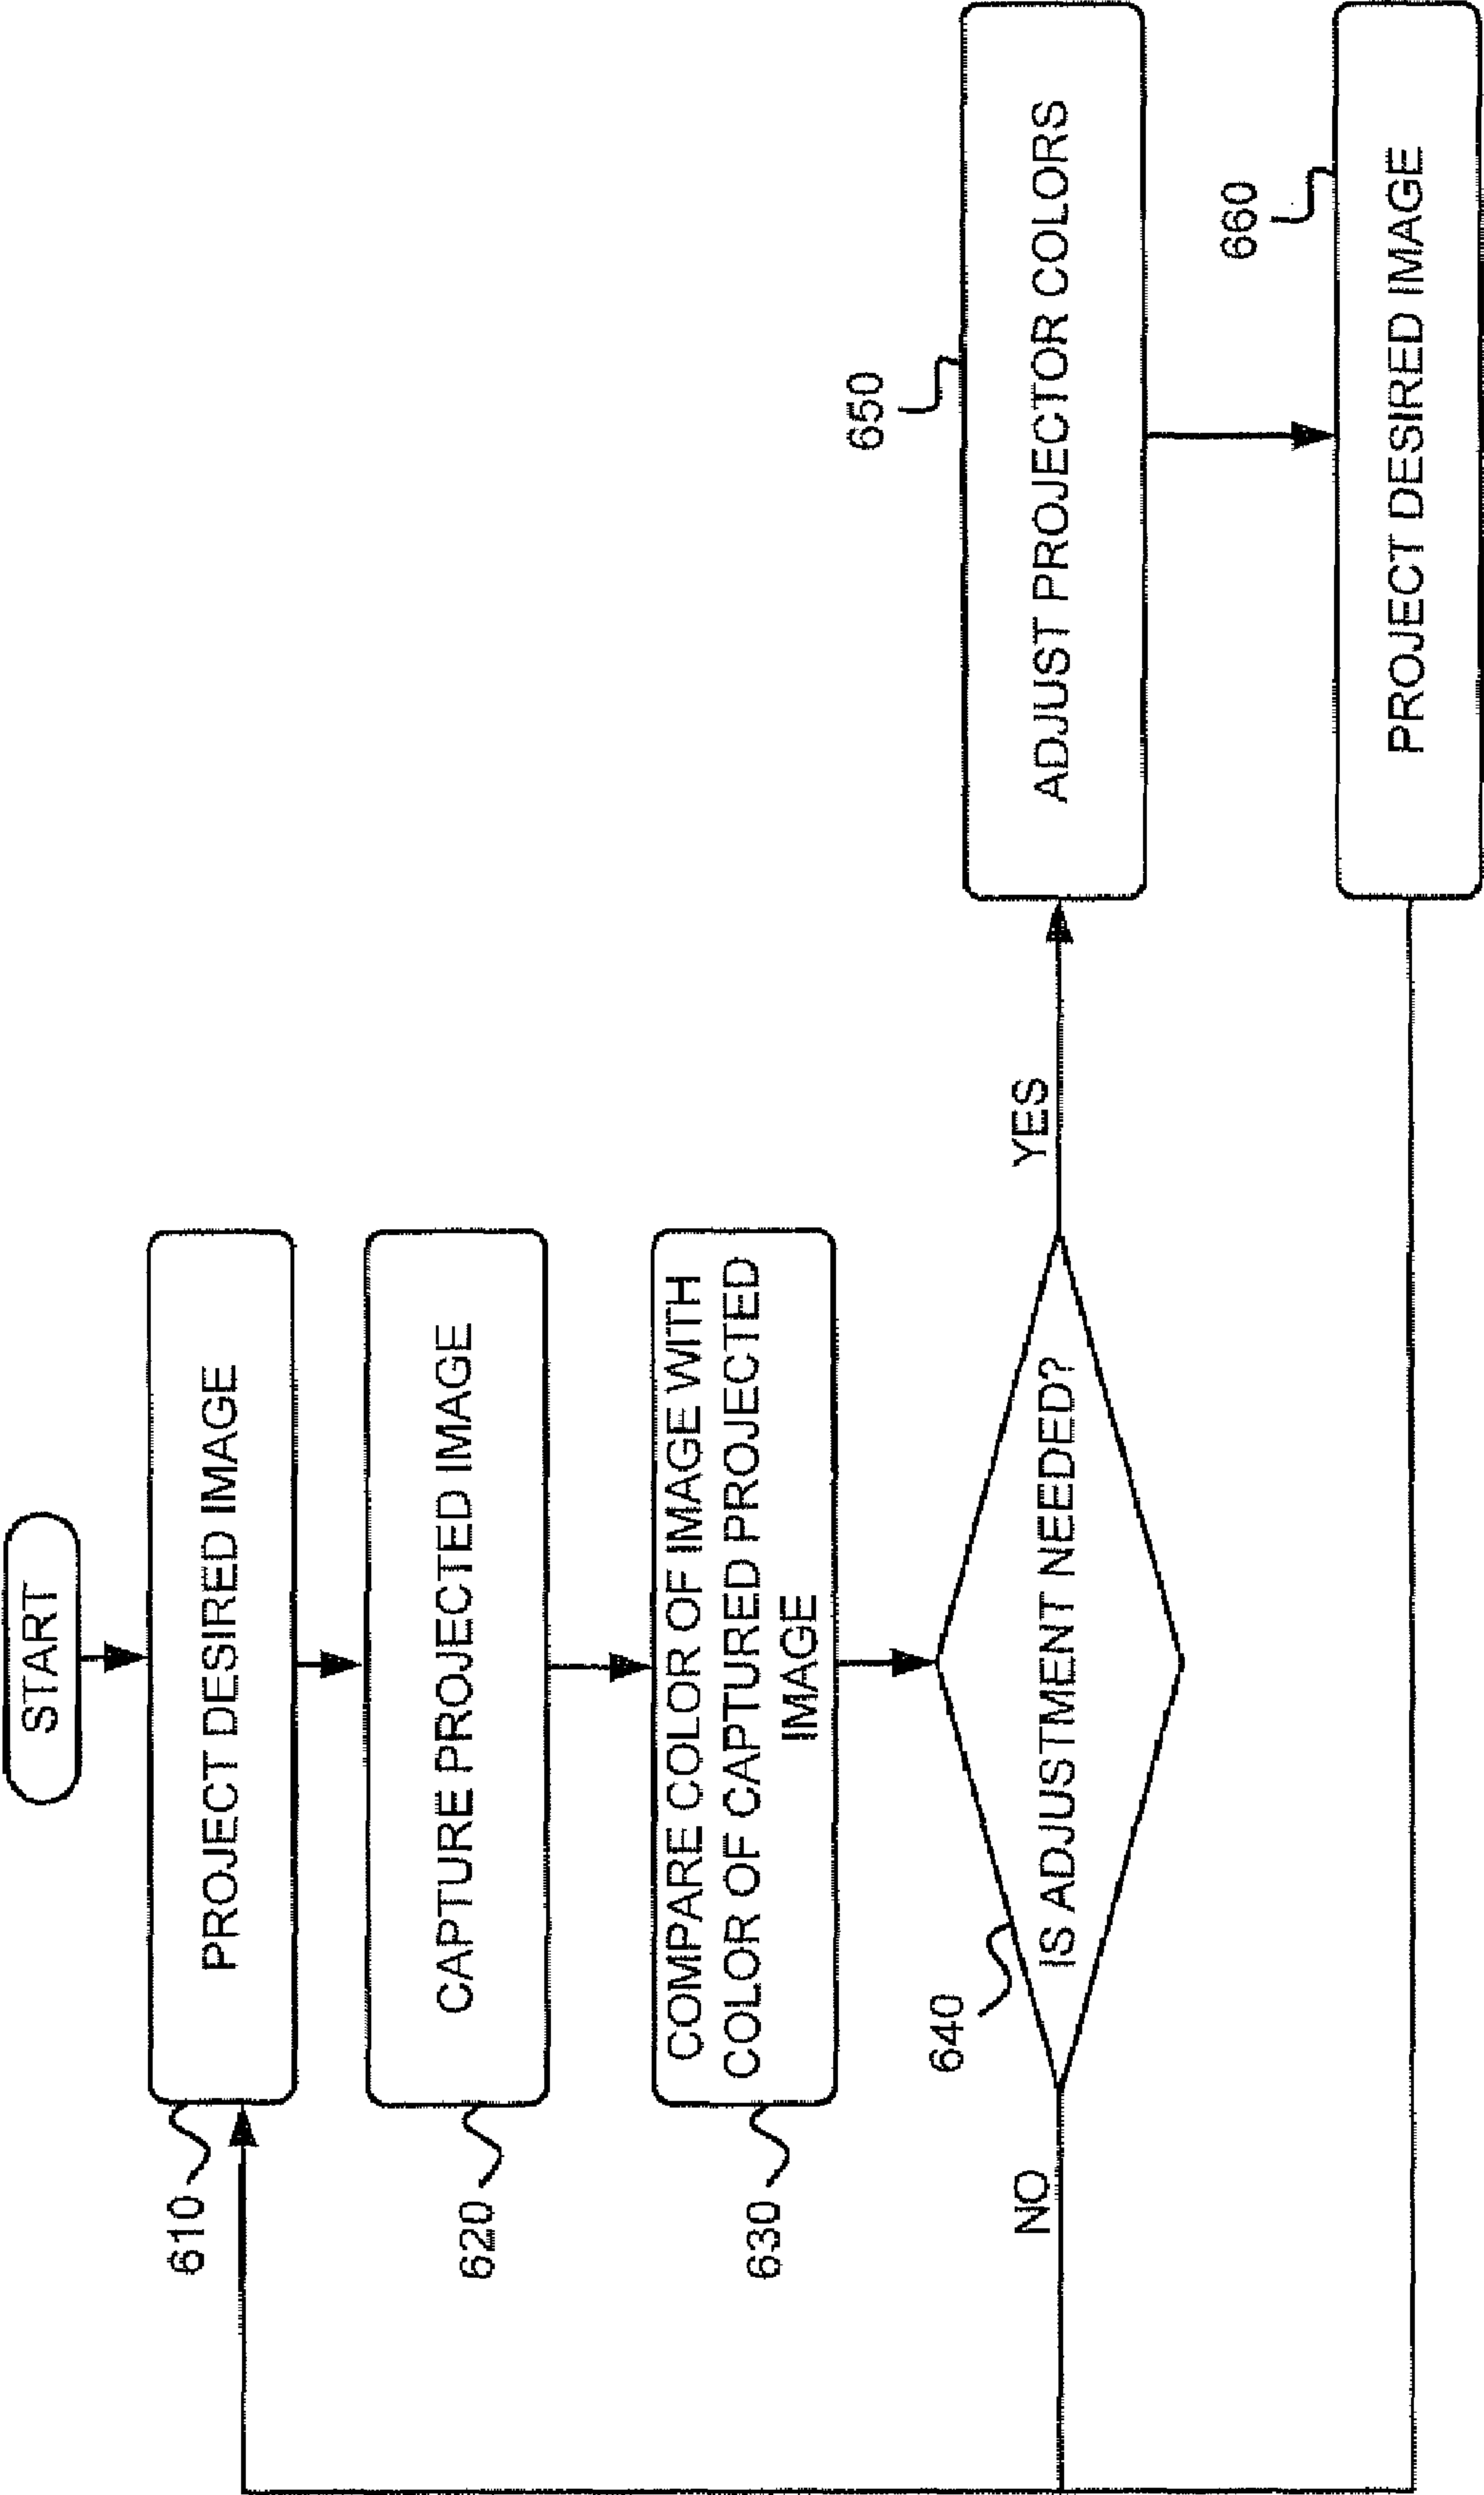 START
610
PROJECT DESIRED IMAGE
620
CAPTURE PROJECTED IMAGE
630
COMPARE COLOR OF IMAGE WITH
COLOR OF CAPTURED PROJECTED
IMAGE
640
IS ADJUSTMENT NEEDED?
NO
YES
650
ADJUST PROJECTOR COLORS
660
PROJECT DESIRED IMAGE